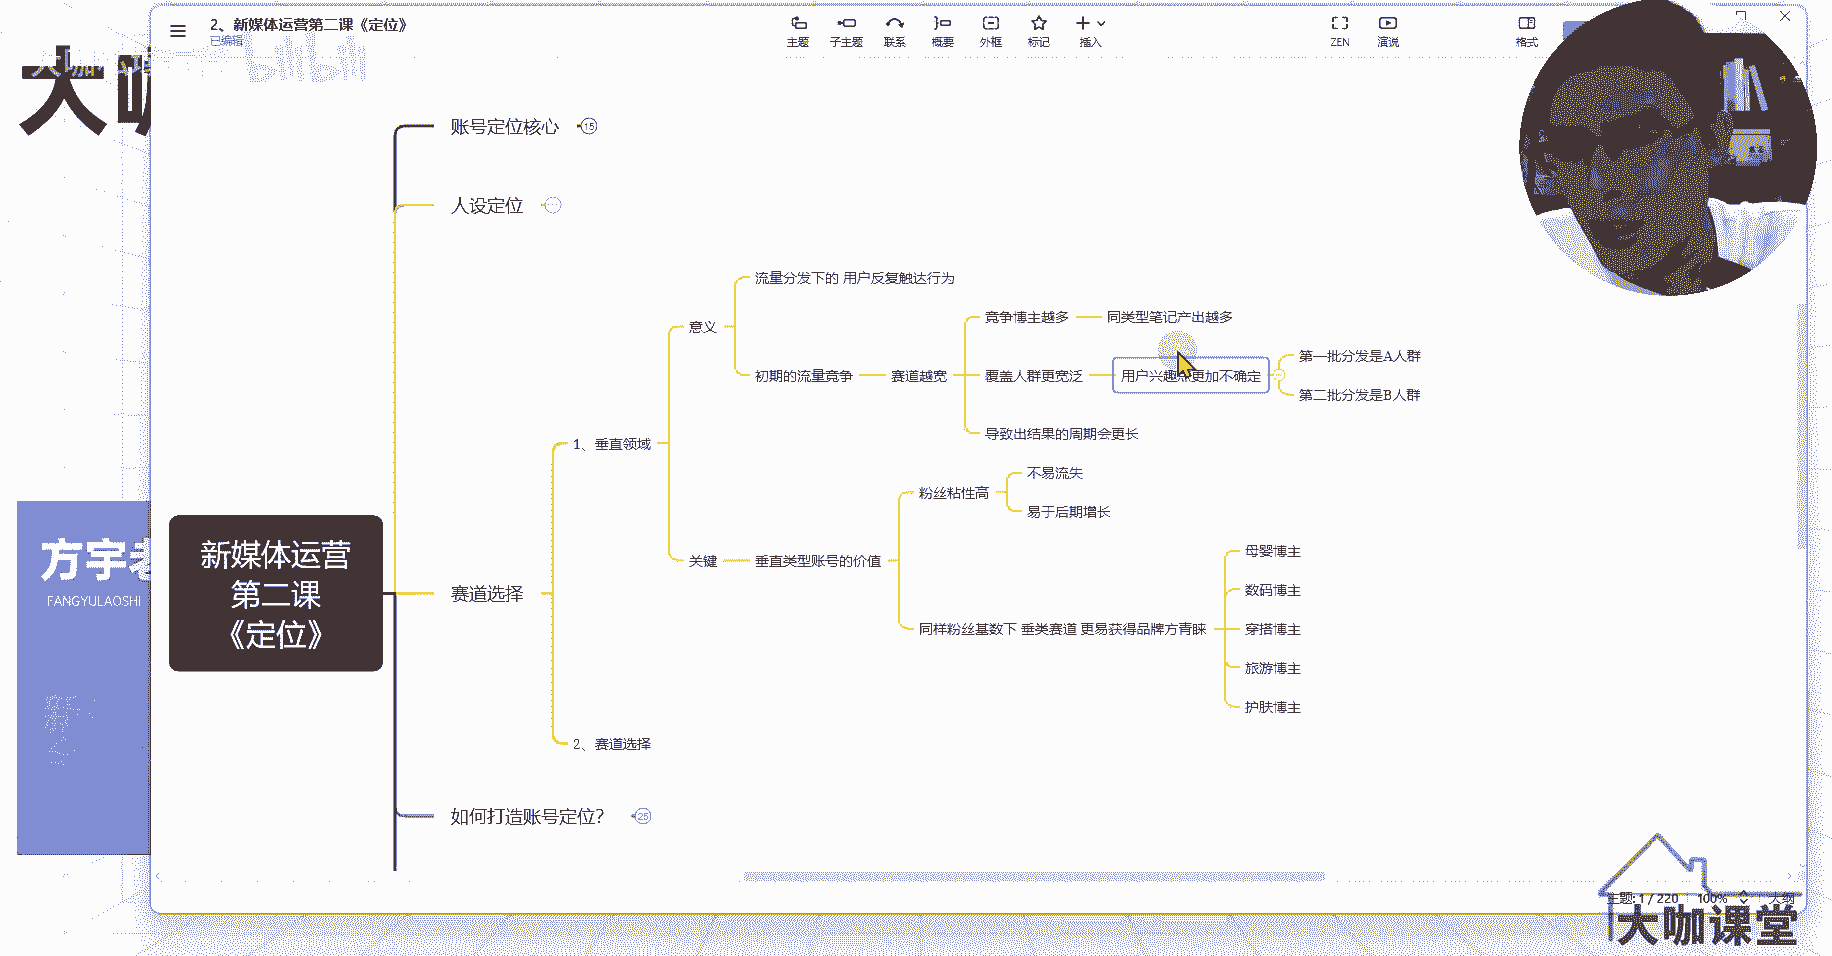 2、新媒体运营第二课《定位》
已编辑
主题
子主题
联系
概要
外框
标记
插入
ZEN
演说
格式
bilibili
大咖
账号定位核心
15
人设定位
赛道选择
如何打造账号定位?
25
新媒体运营
第二课
《定位》
1、垂直领域
2、赛道选择
意义
流量分发下的 用户反复触达行为
初期的流量竞争
赛道越宽
竞争博主越多
同类型笔记产出越多
覆盖人群更宽泛
用户兴趣点更加不确定
第一批分发是A人群
第二批分发是B人群
导致出结果的周期会更长
关键
垂直类型账号的价值
粉丝粘性高
不易流失
易于后期增长
同样粉丝基数下 垂类赛道 更易获得品牌方青睐
母婴博主
数码博主
穿搭博主
旅游博主
护肤博主
方宇老
FANGYULAOSHI
主题: 1 / 220
100%
大纲
大咖课堂